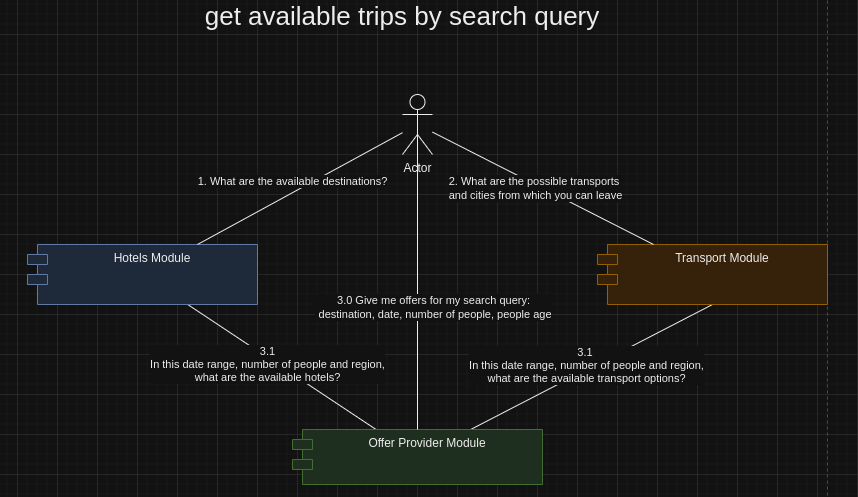 get available trips by search query
Actor
1. What are the available destinations?
2. What are the possible transports
and cities from which you can leave
Hotels Module
Transport Module
3.0 Give me offers for my search query:
destination, date, number of people, people age
3.1
In this date range, number of people and region,
what are the available hotels?
3.1
In this date range, number of people and region,
what are the available transport options?
Offer Provider Module